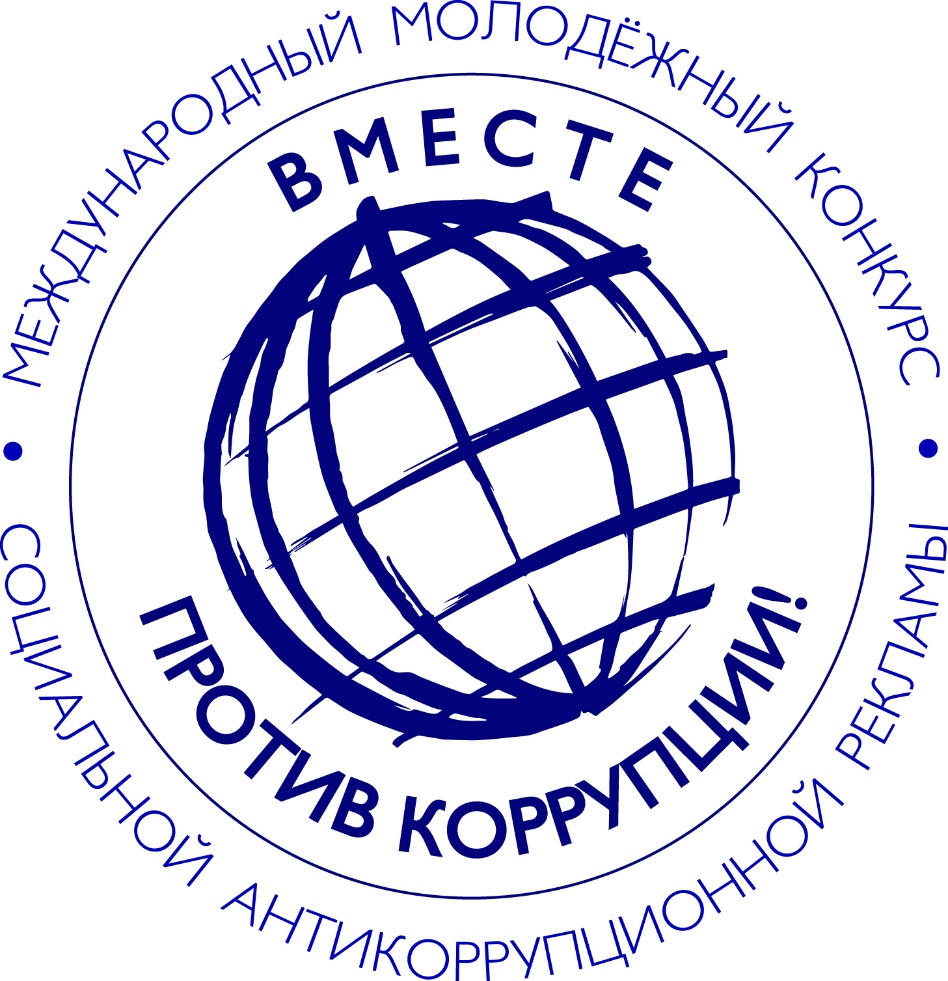 МЕЖДУНАРОДНЫЙ МОЛОДЁЖНЫЙ КОНКУРС
ВМЕСТЕ
ПРОТИВ КОРРУПЦИИ!
• СОЦИАЛЬНОЙ АНТИКОРРУПЦИОННОЙ РЕКЛАМЫ •